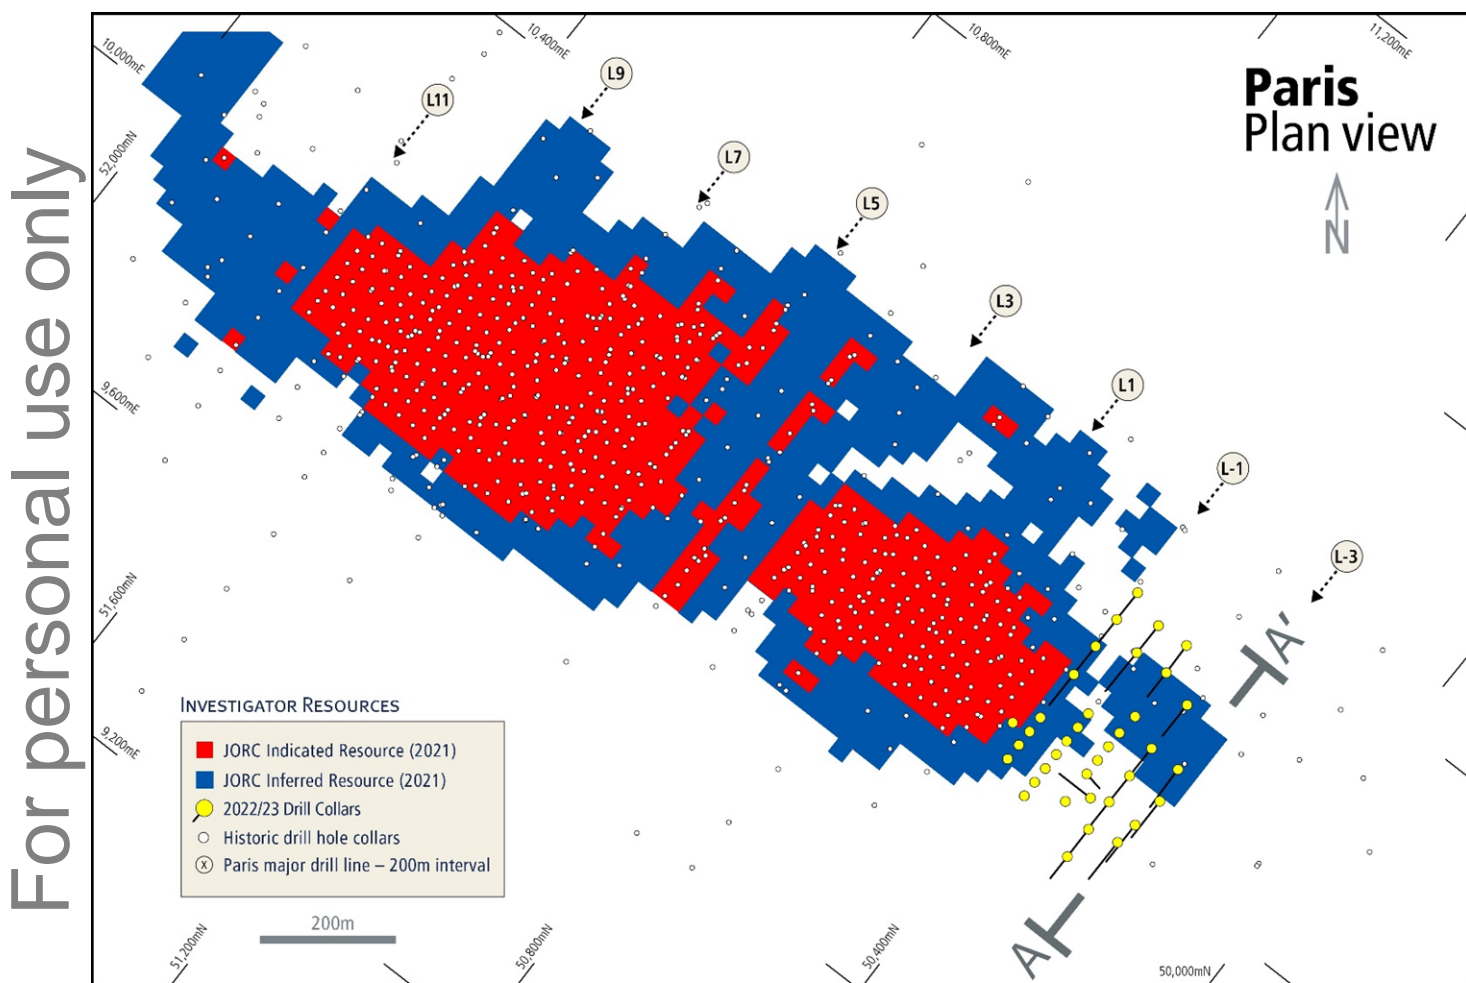 For personal use only
Paris
Plan view
N
10,000mE
10,400mE
10,800mE
11,200mE
52,000mN
L11
L9
L7
L5
L3
L1
L-1
L-3
9,600mE
51,600mN
9,200mE
A'
A
INVESTIGATOR RESOURCES
JORC Indicated Resource (2021)
JORC Inferred Resource (2021)
2022/23 Drill Collars
Historic drill hole collars
X Paris major drill line – 200m interval
200m
51,200mN
50,800mN
50,400mN
50,000mN